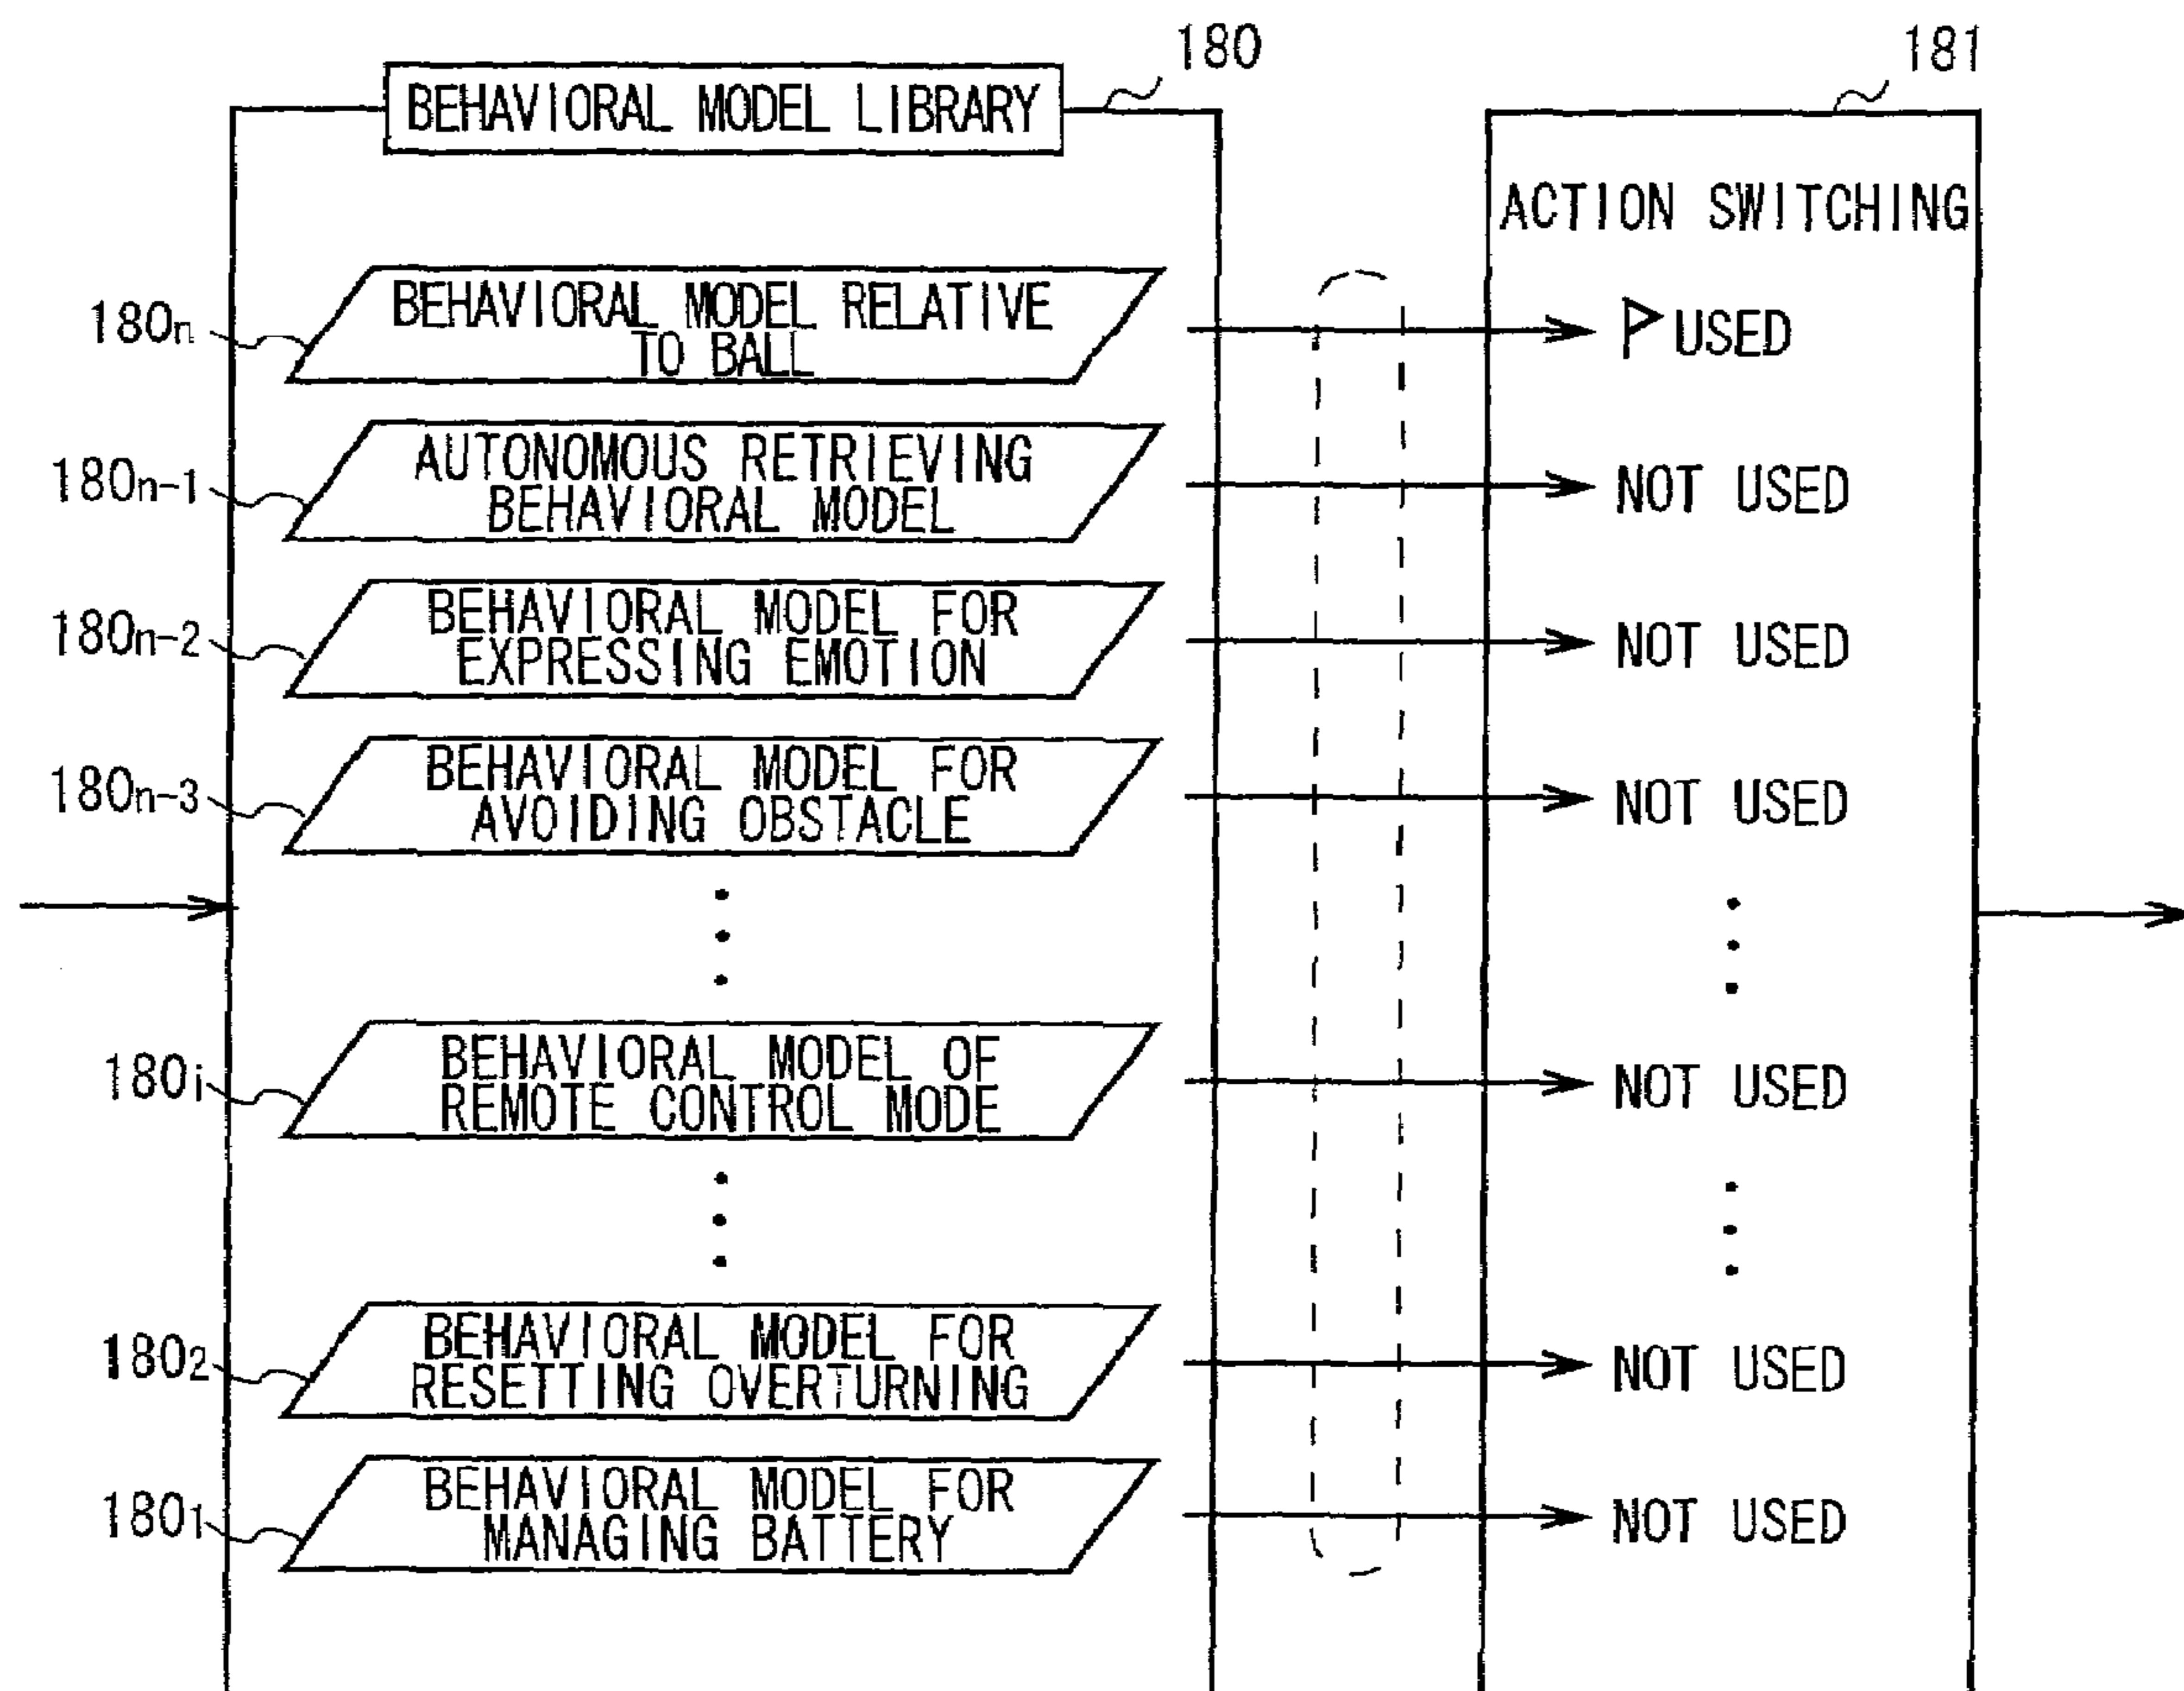 180
181
BEHAVIORAL MODEL LIBRARY
ACTION SWITCHING
180n
BEHAVIORAL MODEL RELATIVE
TO BALL
USED
180n-1
AUTONOMOUS RETRIEVING
BEHAVIORAL MODEL
NOT USED
180n-2
BEHAVIORAL MODEL FOR
EXPRESSING EMOTION
NOT USED
180n-3
BEHAVIORAL MODEL FOR
AVOIDING OBSTACLE
NOT USED
180i
BEHAVIORAL MODEL OF
REMOTE CONTROL MODE
NOT USED
1802
BEHAVIORAL MODEL FOR
RESETTING OVERTURNING
NOT USED
1801
BEHAVIORAL MODEL FOR
MANAGING BATTERY
NOT USED